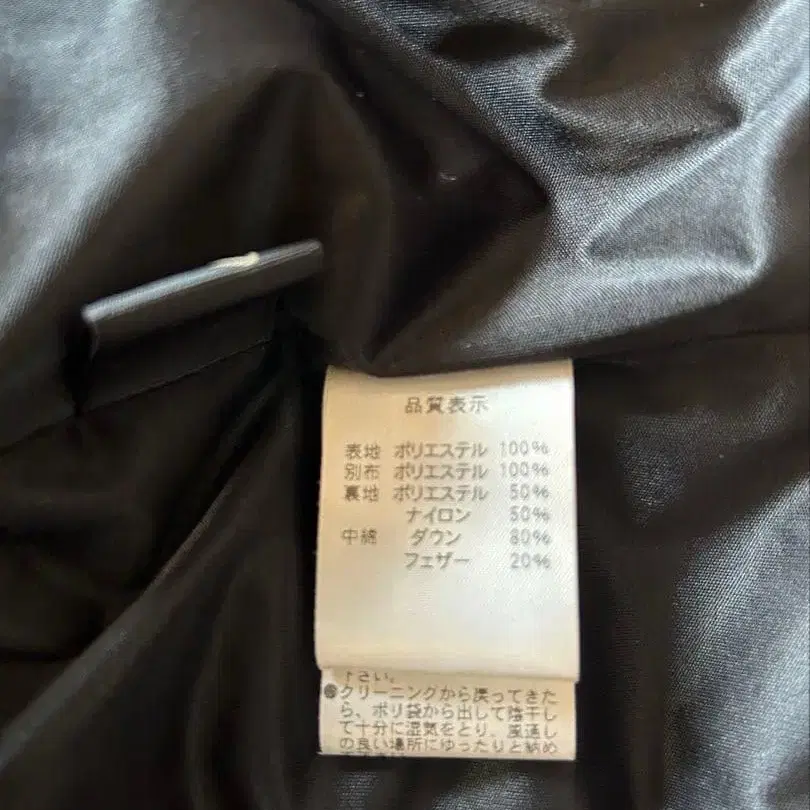 品質表示
表地 ポリエステル 100%
別布 ポリエステル 100%
裏地 ポリエステル 50%
ナイロン 50%
中綿 ダウン 80%
フェザー 20%
下さい。
●クリーニングから戻ってきた
ら、ポリ袋から出して陰干し
て十分に湿気をとり、風通し
の良い場所にゆったりと納め